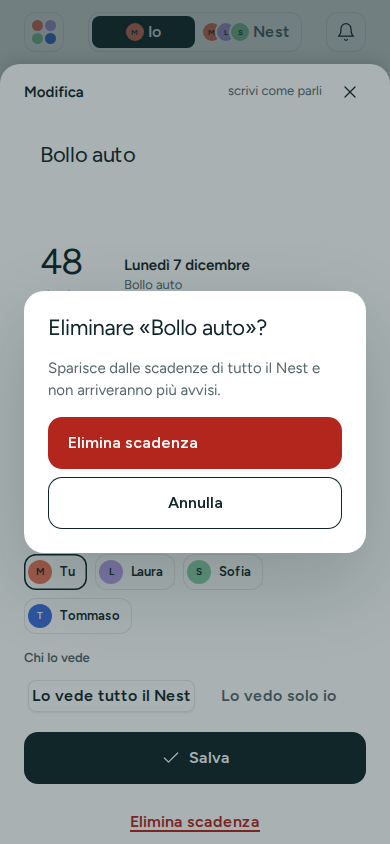 M Io M L S Nest
Modifica scrivi come parli
Bollo auto
48 Lunedì 7 dicembre
Bollo auto
Eliminare «Bollo auto»?
Sparisce dalle scadenze di tutto il Nest e
non arriveranno più avvisi.
Elimina scadenza
Annulla
M Tu L Laura S Sofia
T Tommaso
Chi lo vede
Lo vede tutto il Nest Lo vedo solo io
Salva
Elimina scadenza